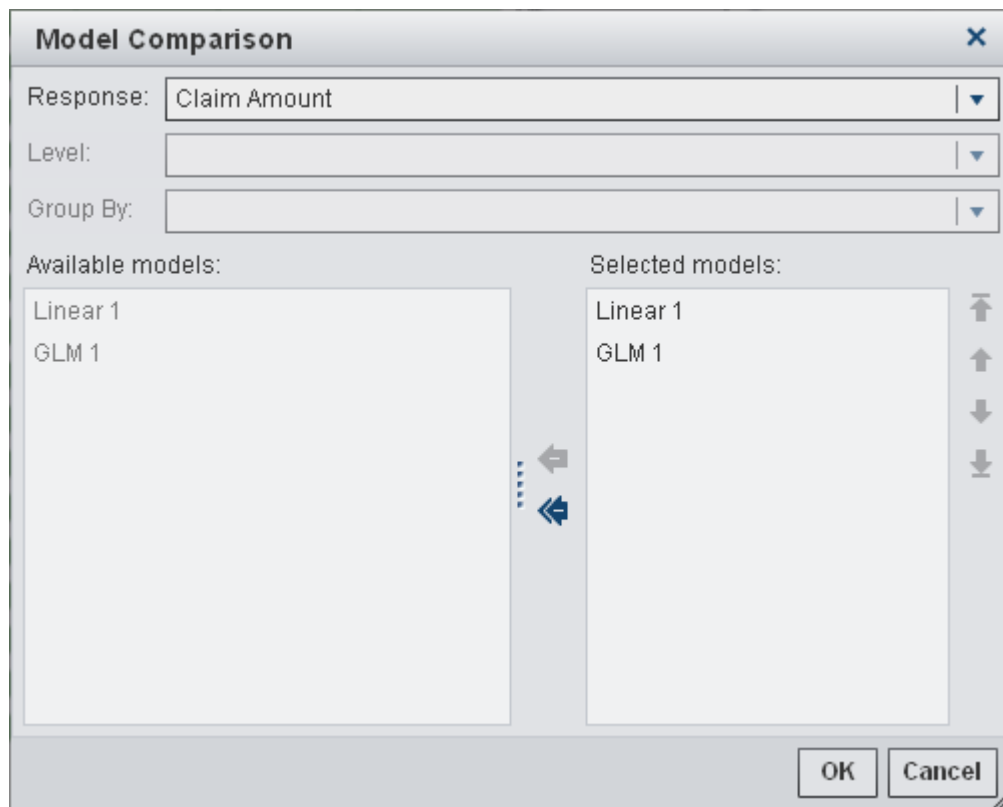 Model Comparison
Response: Claim Amount
Level:
Group By:
Available models:
Linear 1
GLM 1
Selected models:
Linear 1
GLM 1
OK
Cancel